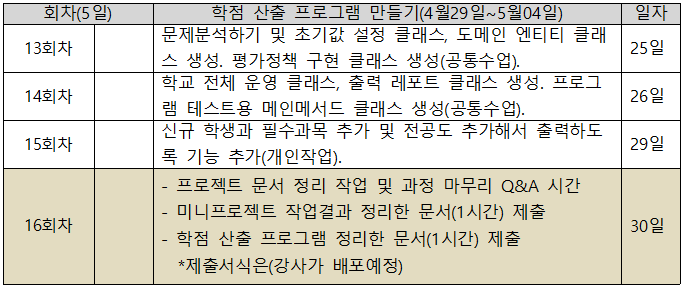 회차(5일) 학점 산출 프로그램 만들기(4월29일~5월04일) 일자
13회차 문제분석하기 및 초기값 설정 클래스, 도메인 엔티티 클래 25일
스 생성. 평가정책 구현 클래스 생성(공통수업).
14회차 학교 전체 운영 클래스, 출력 레포트 클래스 생성. 프로그 26일
램 테스트용 메인메서드 클래스 생성(공통수업).
15회차 신규 학생과 필수과목 추가 및 전공도 추가해서 출력하도 29일
록 기능 추가(개인작업).
16회차 - 프로젝트 문서 정리 작업 및 과정 마무리 Q&A 시간 30일
- 미니프로젝트 작업결과 정리한 문서(1시간) 제출
- 학점 산출 프로그램 정리한 문서(1시간) 제출
*제출서식은(강사가 배포예정)